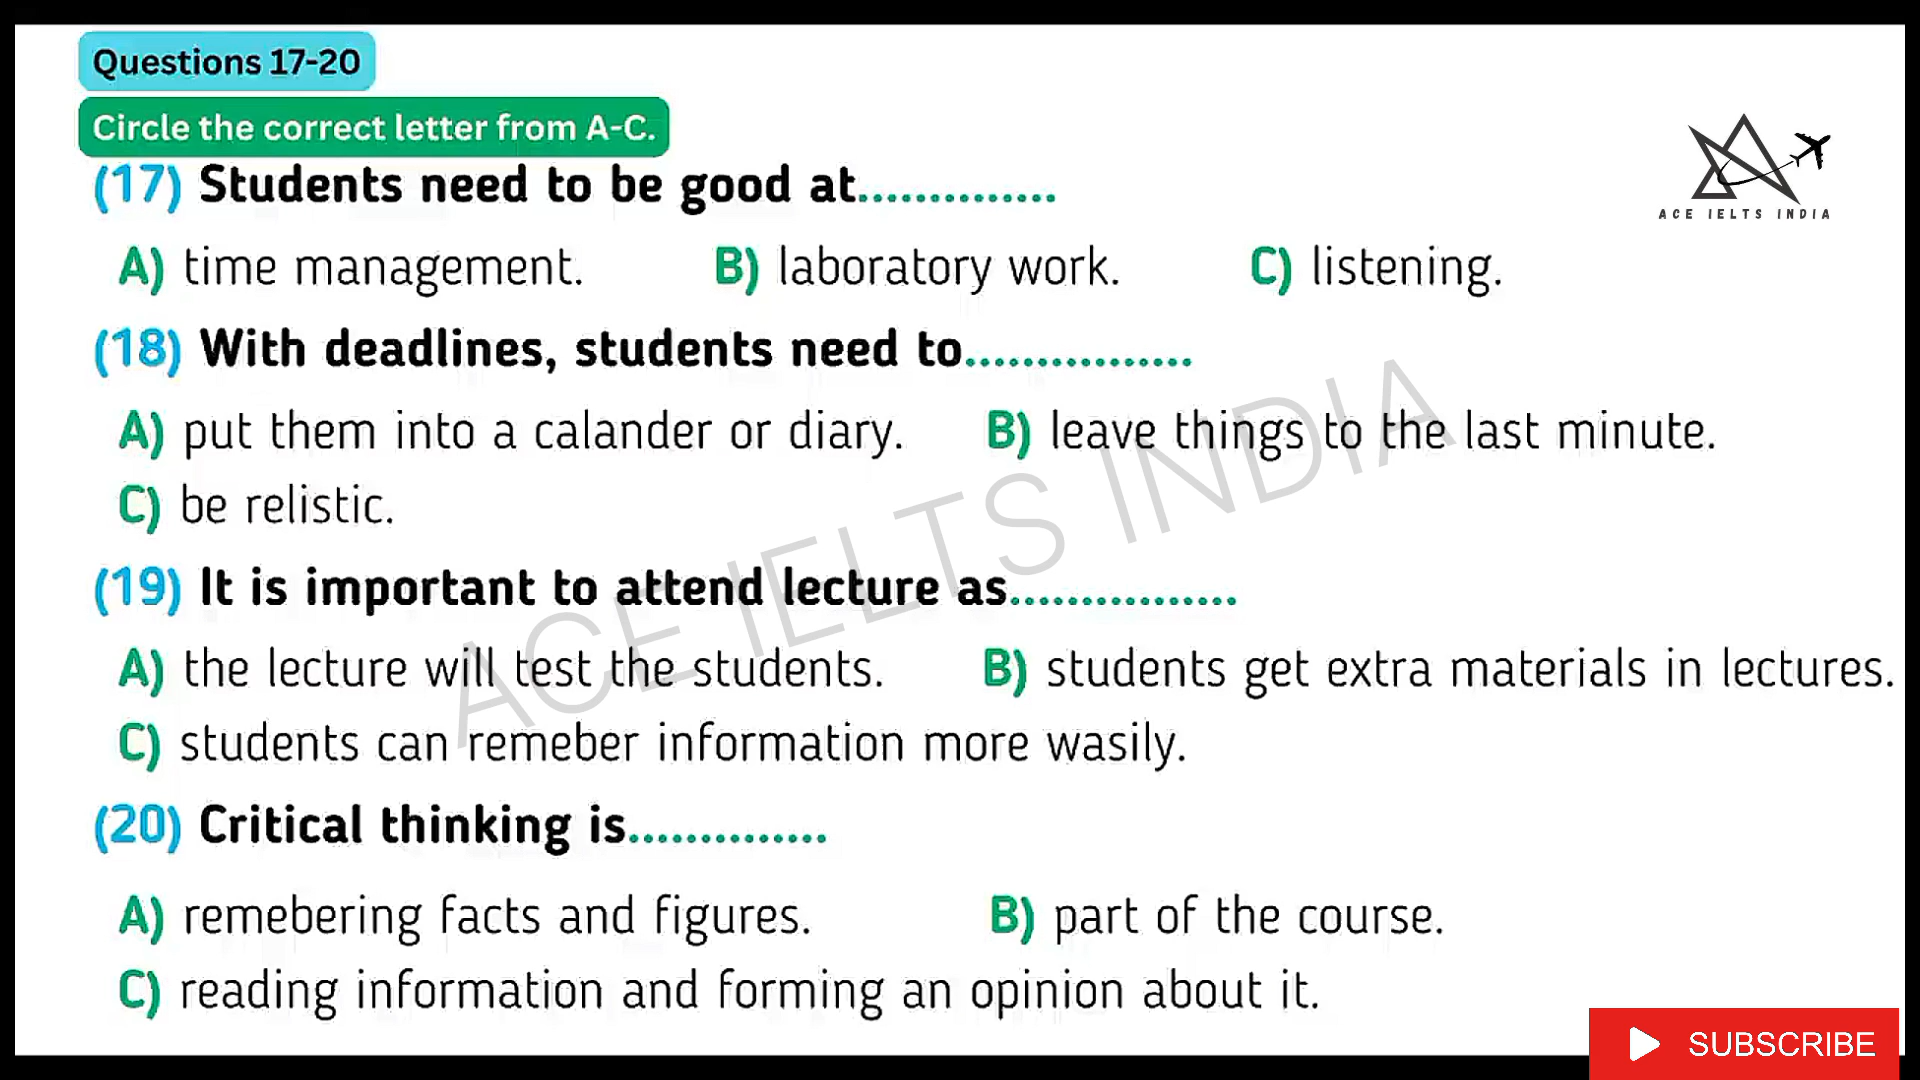 Questions 17-20
Circle the correct letter from A-C.
(17) Students need to be good at..............
A) time management. B) laboratory work. C) listening.
ACE IELTS INDIA
(18) With deadlines, students need to................
A) put them into a calander or diary. B) leave things to the last minute.
C) be relistic.
(19) It is important to attend lecture as................
A) the lecture will test the students. B) students get extra materials in lectures.
C) students can remeber information more wasily.
(20) Critical thinking is..............
A) remebering facts and figures. B) part of the course.
C) reading information and forming an opinion about it.
ACE IELTS INDIA
SUBSCRIBE